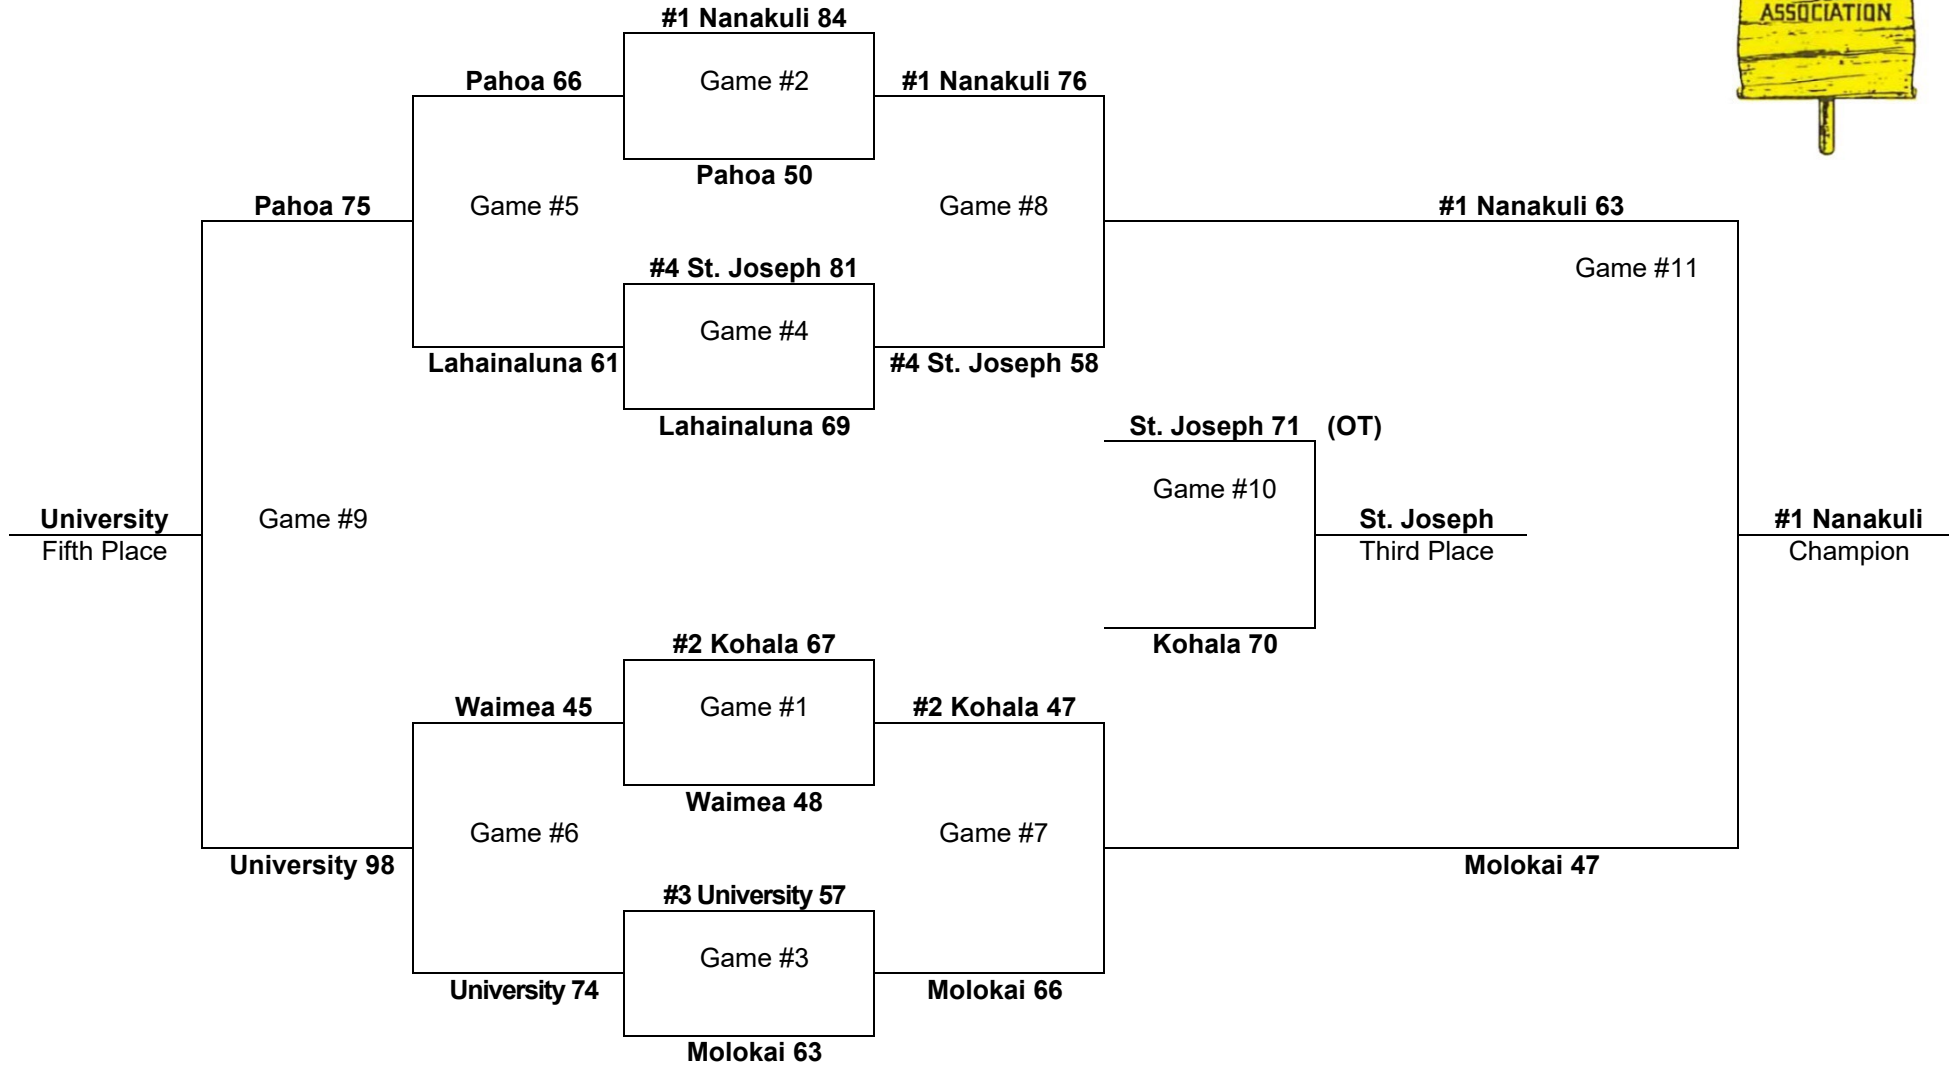 ASSOCIATION
#1 Nanakuli 84
Pahoa 66
Game #2
#1 Nanakuli 76
Pahoa 50
Pahoa 75
Game #5
Game #8
#1 Nanakuli 63
#4 St. Joseph 81
Game #11
Game #4
Lahainaluna 61
#4 St. Joseph 58
Lahainaluna 69
St. Joseph 71 (OT)
Game #10
University
Fifth Place
Game #9
St. Joseph
Third Place
#1 Nanakuli
Champion
#2 Kohala 67
Kohala 70
Waimea 45
Game #1
#2 Kohala 47
Waimea 48
Game #6
Game #7
University 98
Molokai 47
#3 University 57
Game #3
University 74
Molokai 66
Molokai 63